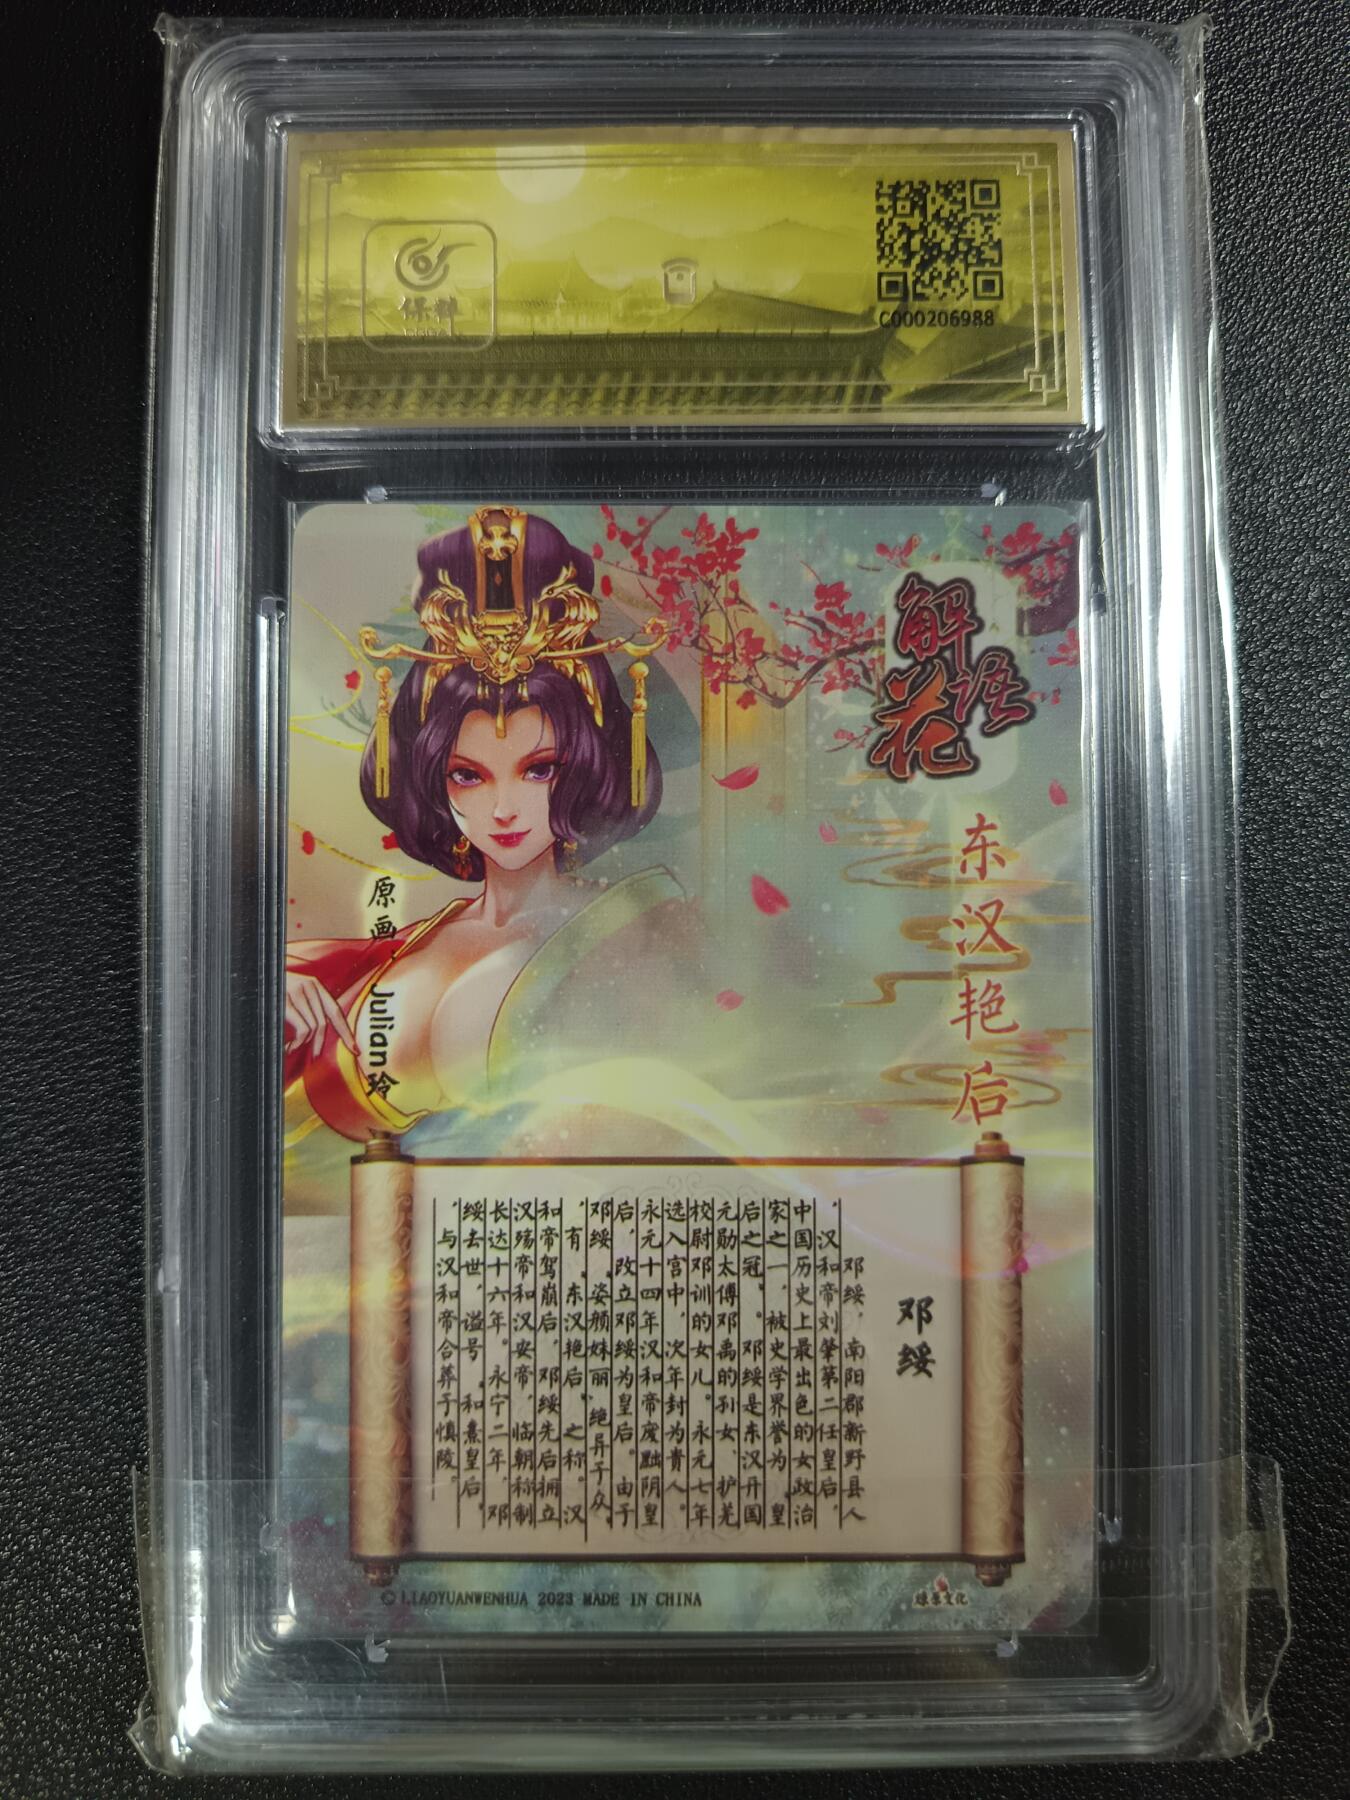 保粹
C000206988
解语花
东汉艳后
原画：Julian玲
邓绥
邓绥，南阳郡新野县人
，汉和帝刘肇第二任皇后，
中国历史上最出色的女政治
家之一，被史学界誉为“皇
后之冠”。邓绥是东汉开国
元勋太傅邓禹的孙女、护羌
校尉邓训的女儿。永元七年
选入宫中，次年封为贵人。
永元十四年汉和帝废黜阴皇
后，改立邓绥为皇后。由于
邓绥“姿颜姝丽，绝异于众
”，有“东汉艳后”之称。汉
和帝驾崩后，邓绥先后拥立
汉殇帝和汉安帝，临朝称制
长达十六年。永宁二年，邓
绥去世，谥号“和熹皇后”
，与汉和帝合葬于慎陵。
© LIAOYUANWENHUA 2023 MADE IN CHINA
燎原文化